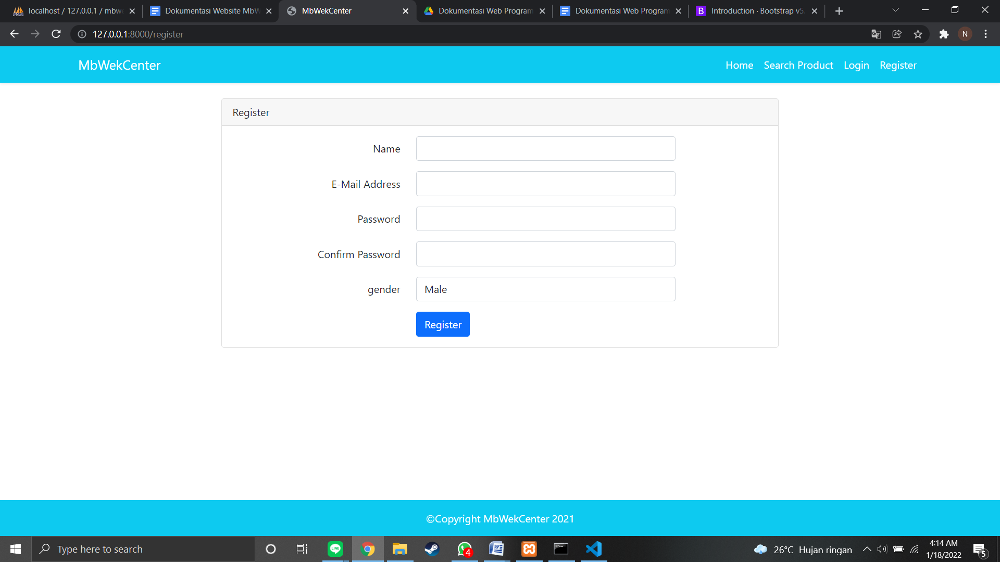 localhost / 127.0.0.1 / mbw
Dokumentasi Website MbW
MbWekCenter
Dokumentasi Web Program
Dokumentasi Web Program
Introduction · Bootstrap v5.
127.0.0.1:8000/register
N
MbWekCenter
Home
Search Product
Login
Register
Register
Name
E-Mail Address
Password
Confirm Password
gender
Male
Register
©Copyright MbWekCenter 2021
Type here to search
LINE
4
26°C Hujan ringan
4:14 AM
1/18/2022
5